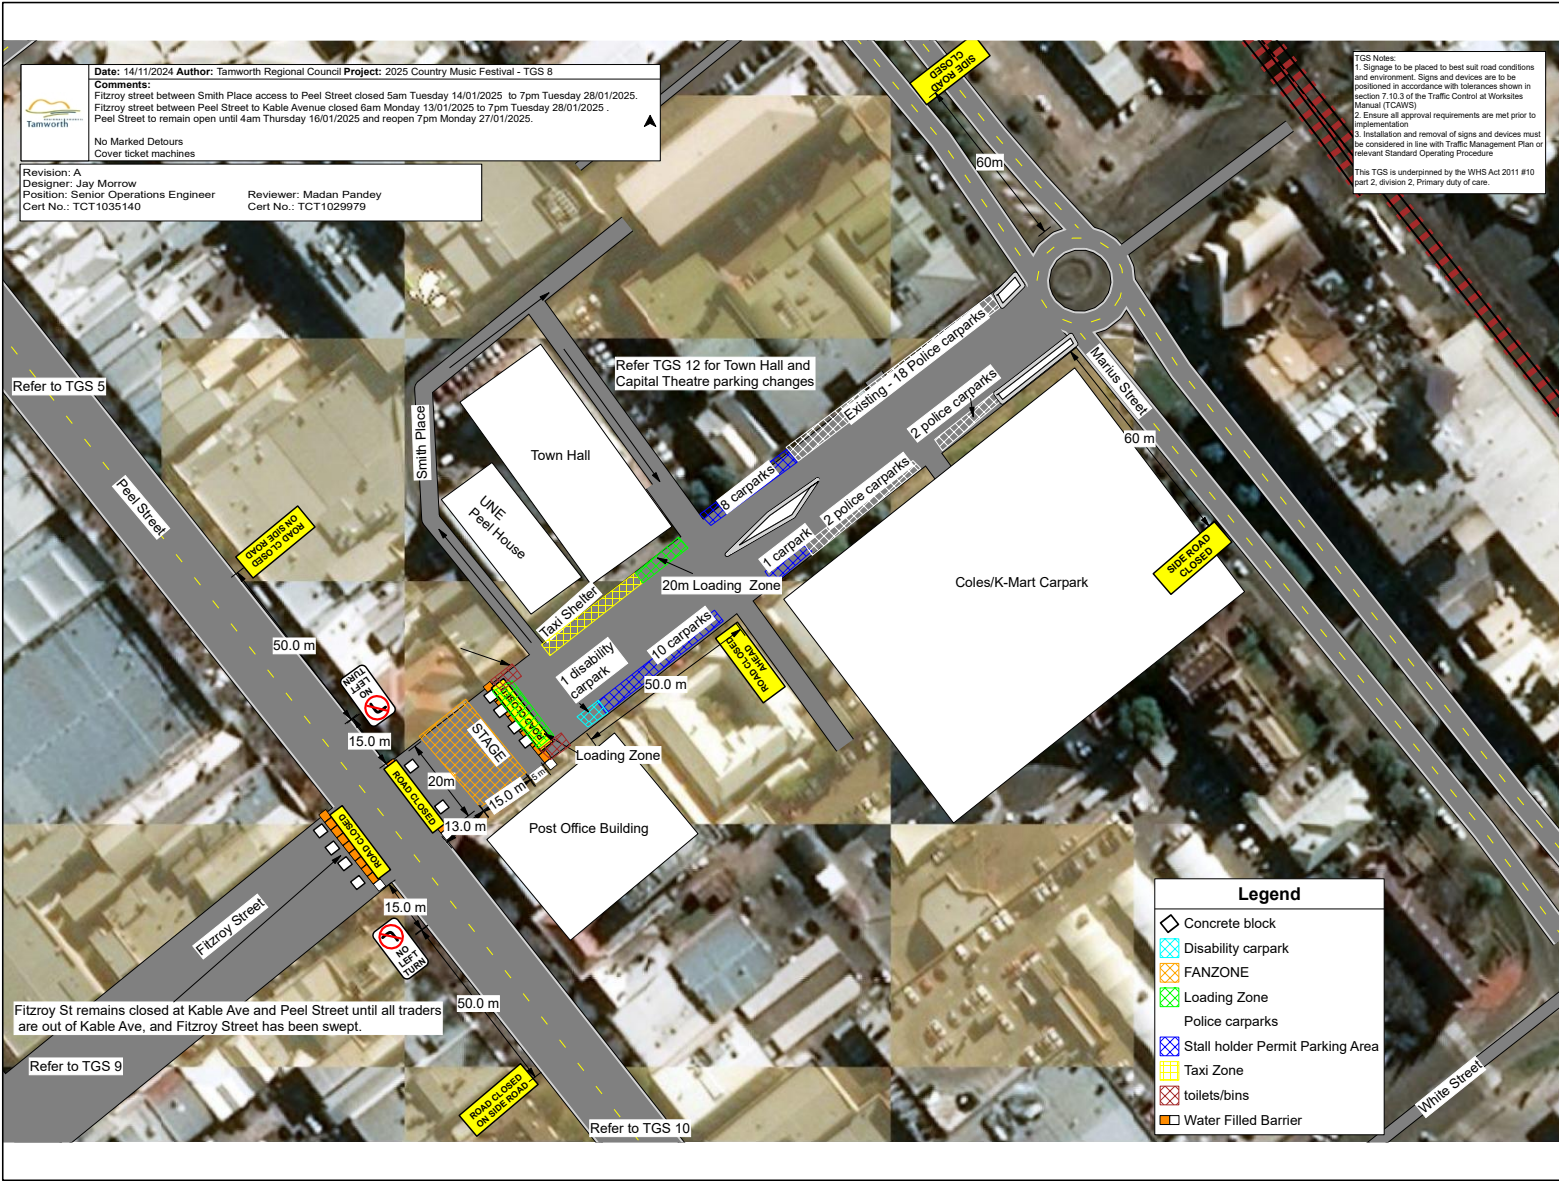 Tamworth
REGIONAL COUNCIL
Date: 14/11/2024 Author: Tamworth Regional Council Project: 2025 Country Music Festival - TGS 8
Comments:
Fitzroy street between Smith Place access to Peel Street closed 5am Tuesday 14/01/2025 to 7pm Tuesday 28/01/2025.
Fitzroy street between Peel Street to Kable Avenue closed 6am Monday 13/01/2025 to 7pm Tuesday 28/01/2025 .
Peel Street to remain open until 4am Thursday 16/01/2025 and reopen 7pm Monday 27/01/2025.
No Marked Detours
Cover ticket machines
Revision: A
Designer: Jay Morrow
Position: Senior Operations Engineer Reviewer: Madan Pandey
Cert No.: TCT1035140 Cert No.: TCT1029979
TGS Notes:
1. Signage to be placed to best suit road conditions
and environment. Signs and devices are to be
positioned in accordance with tolerances shown in
section 7.10.3 of the Traffic Control at Worksites
Manual (TCAWS)
2. Ensure all approval requirements are met prior to
implementation
3. Installation and removal of signs and devices must
be considered in line with Traffic Management Plan or
relevant Standard Operating Procedure
This TGS is underpinned by the WHS Act 2011 #10
part 2, division 2, Primary duty of care.
SIDE ROAD
CLOSED
60m
Existing - 18 Police carparks
Refer TGS 12 for Town Hall and
Capital Theatre parking changes
2 police carparks
Marius Street
60 m
Refer to TGS 5
Smith Place
Town Hall
8 carparks
2 police carparks
Peel Street
UNE
Peel House
1 carpark
ROAD CLOSED
ON SIDE ROAD
SIDE ROAD
CLOSED
20m Loading Zone
Coles/K-Mart Carpark
Taxi Shelter
10 carparks
1 disability
carpark
ROAD CLOSED
AHEAD
50.0 m
50.0 m
NO
LEFT
TURN
15.0 m
ROAD CLOSED
STAGE
Loading Zone
20m
15.0 m
5 m
13.0 m
ROAD CLOSED
ROAD CLOSED
Post Office Building
15.0 m
Fitzroy Street
NO
LEFT
TURN
50.0 m
Fitzroy St remains closed at Kable Ave and Peel Street until all traders
are out of Kable Ave, and Fitzroy Street has been swept.
Refer to TGS 9
ROAD CLOSED
ON SIDE ROAD
Refer to TGS 10
White Street
Legend
Concrete block
Disability carpark
FANZONE
Loading Zone
Police carparks
Stall holder Permit Parking Area
Taxi Zone
toilets/bins
Water Filled Barrier